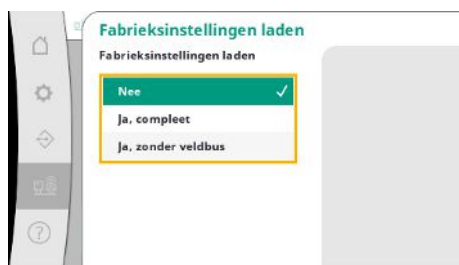 Fabrieksinstellingen laden
Fabrieksinstellingen laden
Nee
Ja, compleet
Ja, zonder veldbus
?